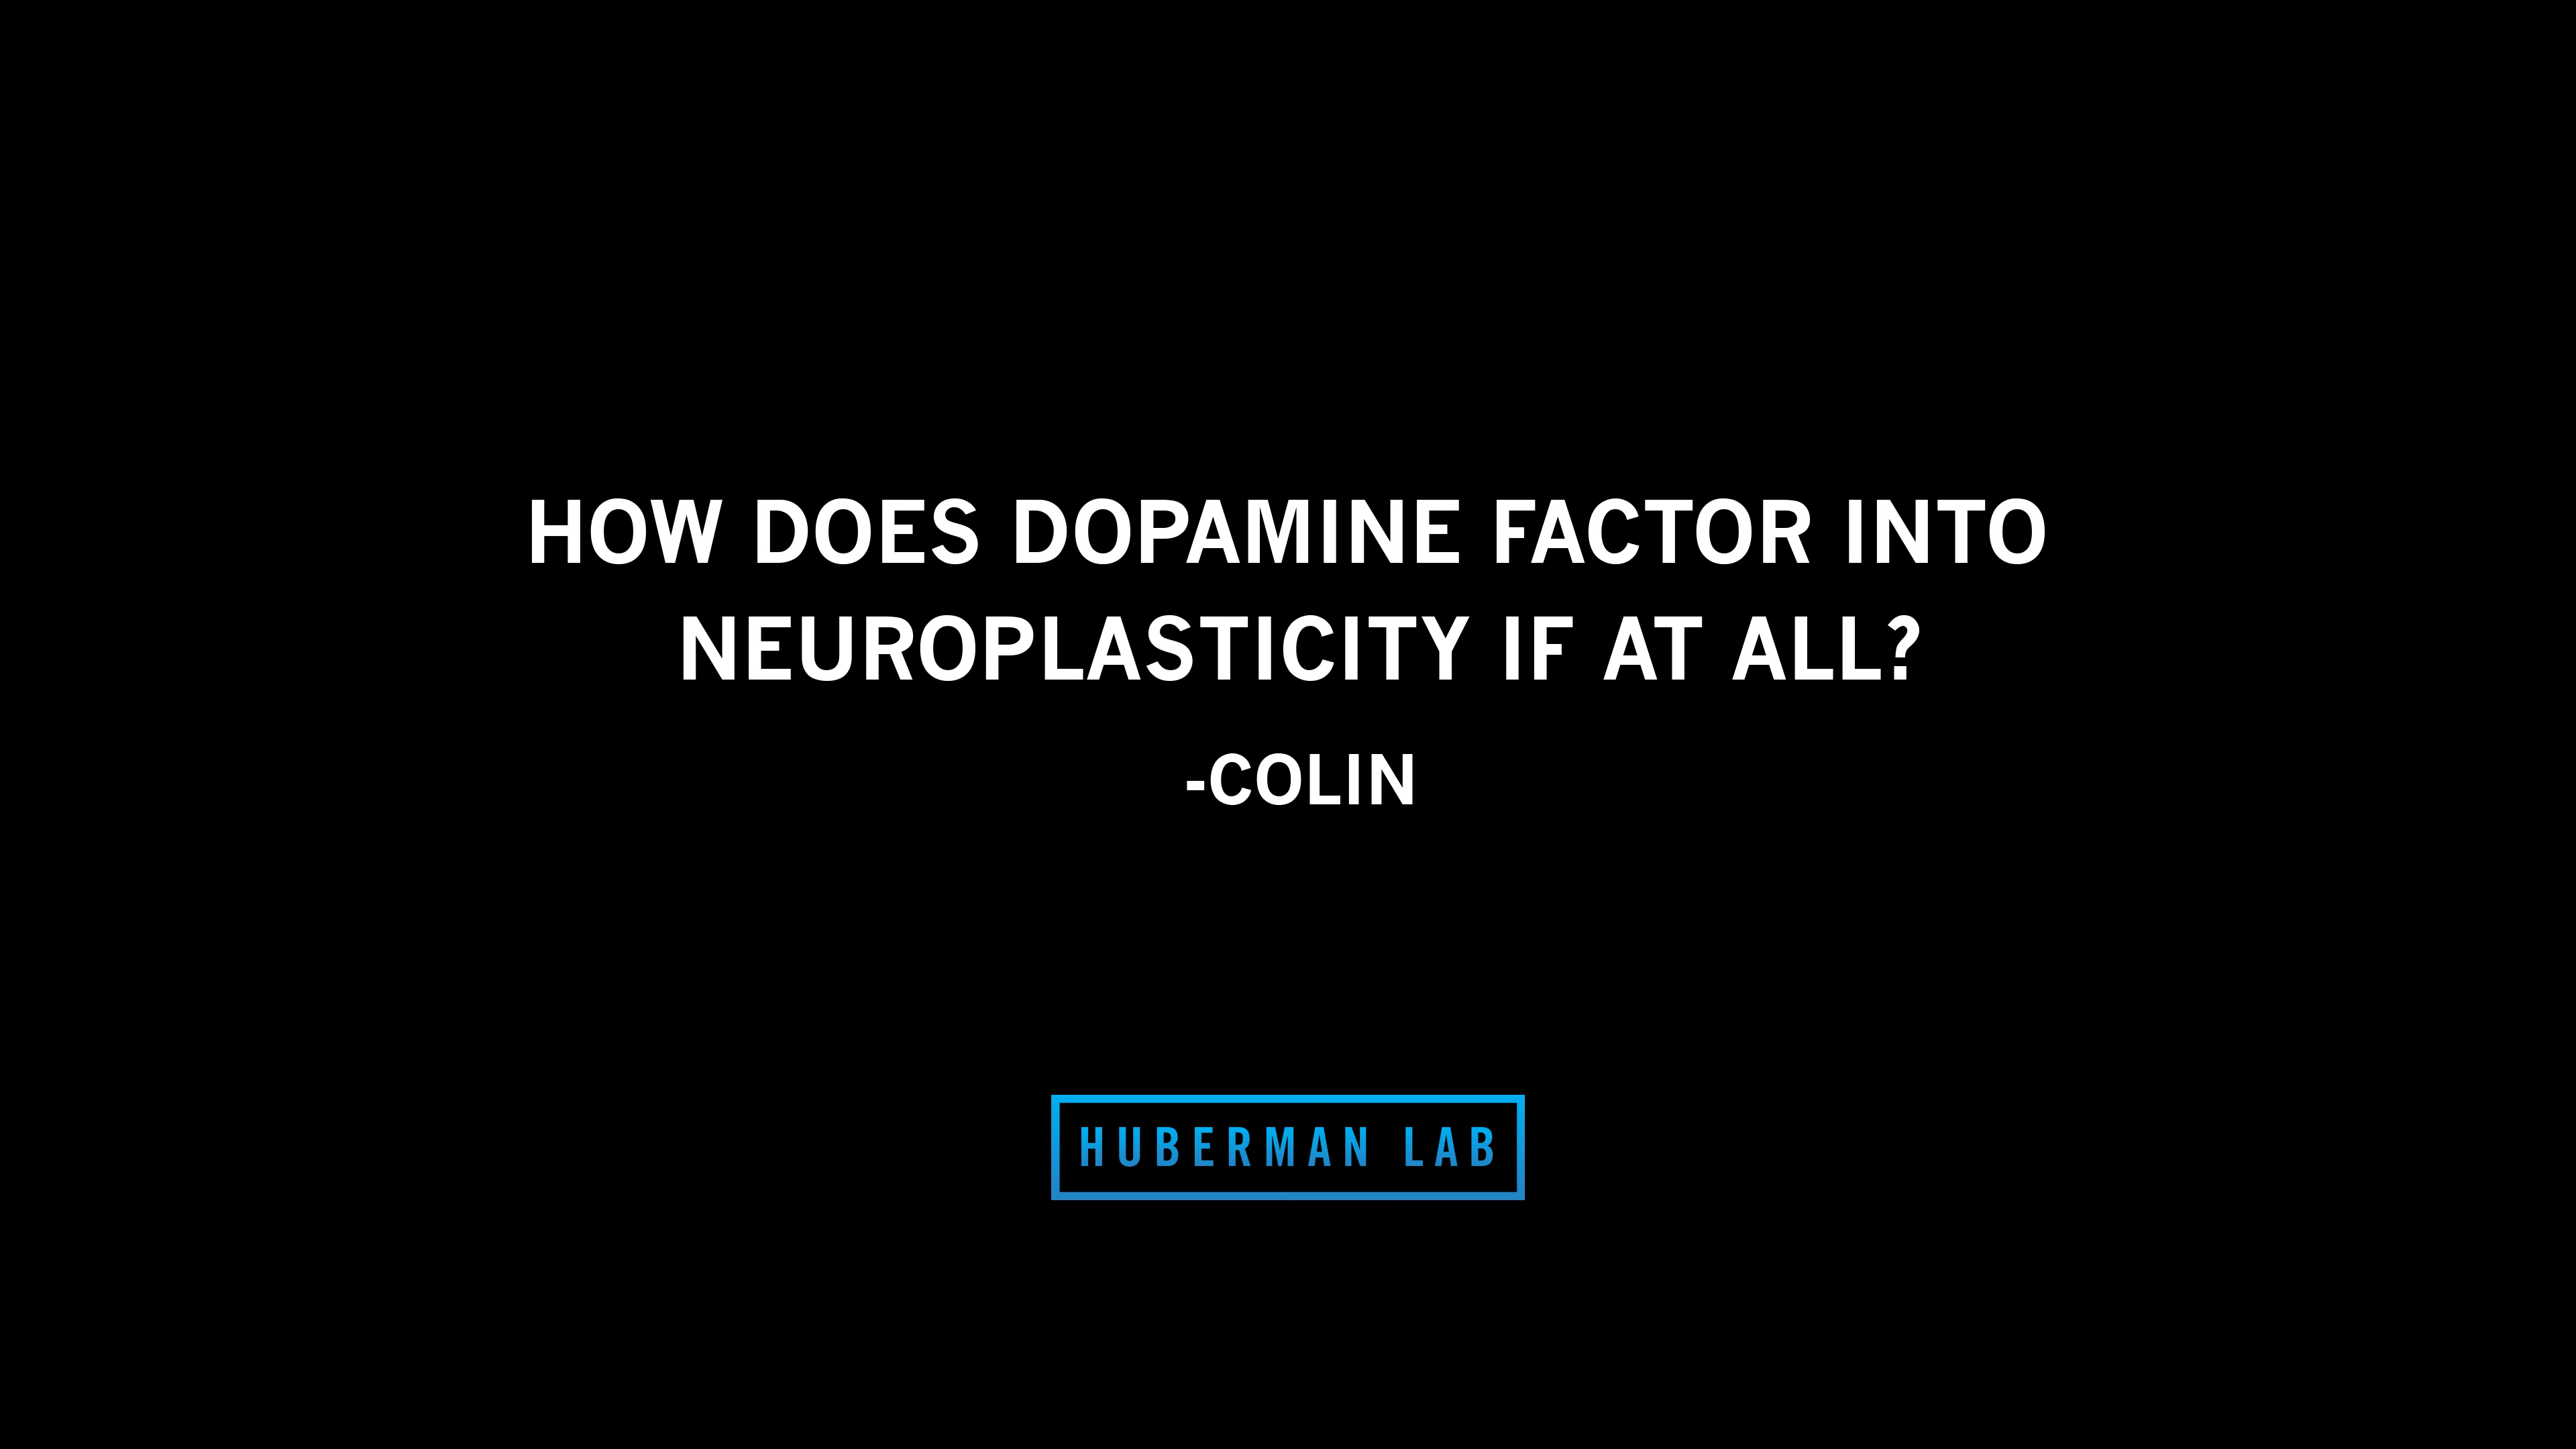 HOW DOES DOPAMINE FACTOR INTO
NEUROPLASTICITY IF AT ALL?
-COLIN
HUBERMAN LAB